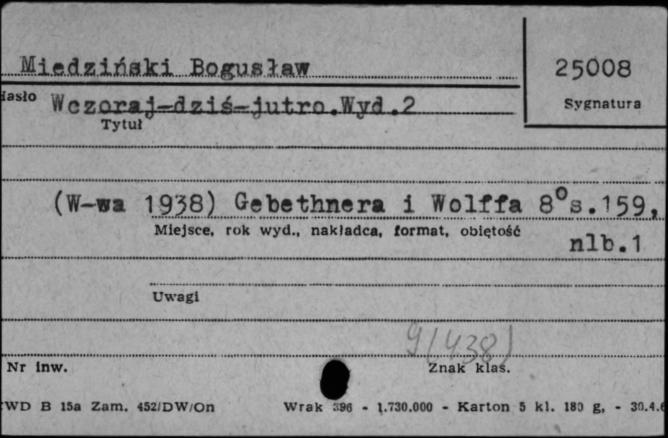 Miedziński Bogusław
25008
Hasło Wczoraj-dziś-jutro.Wyd.2
Sygnatura
Tytuł
(W-wa 1938) Gebethnera i Wolffa 8°s.159,
Miejsce, rok wyd., nakładca, format, obiętość
nlb.1
Uwagi
9(438)
Nr inw.
Znak klas.
WD B 15a Zam. 452/DW/On Wrak 396 - 1.730.000 - Karton 5 kl. 180 g, - 30.4.6